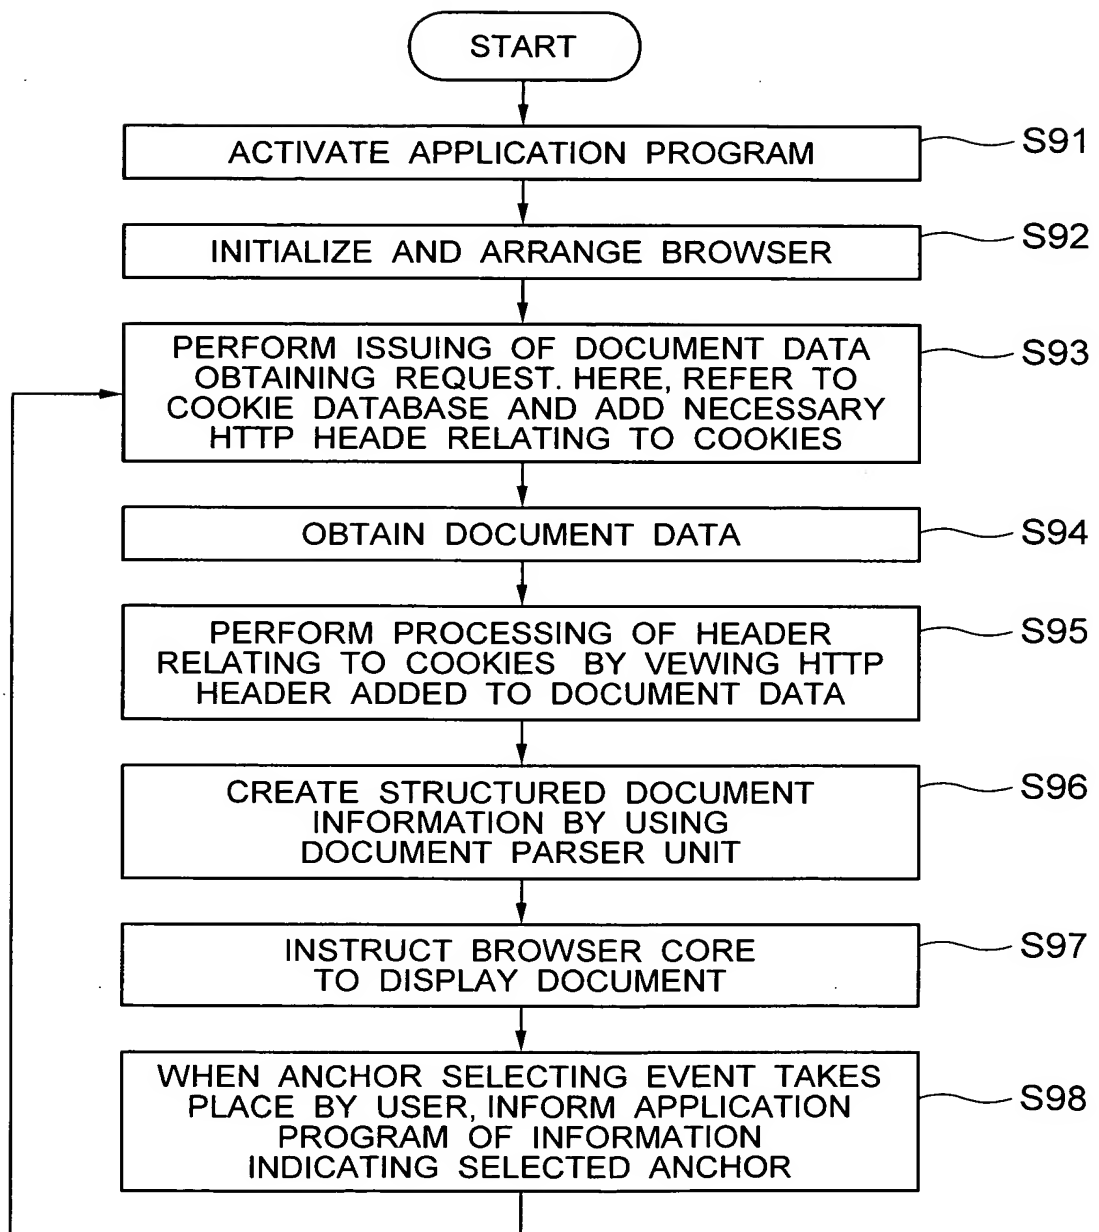 START
ACTIVATE APPLICATION PROGRAM
S91
INITIALIZE AND ARRANGE BROWSER
S92
PERFORM ISSUING OF DOCUMENT DATA
OBTAINING REQUEST. HERE, REFER TO
COOKIE DATABASE AND ADD NECESSARY
HTTP HEADE RELATING TO COOKIES
S93
OBTAIN DOCUMENT DATA
S94
PERFORM PROCESSING OF HEADER
RELATING TO COOKIES BY VEWING HTTP
HEADER ADDED TO DOCUMENT DATA
S95
CREATE STRUCTURED DOCUMENT
INFORMATION BY USING
DOCUMENT PARSER UNIT
S96
INSTRUCT BROWSER CORE
TO DISPLAY DOCUMENT
S97
WHEN ANCHOR SELECTING EVENT TAKES
PLACE BY USER, INFORM APPLICATION
PROGRAM OF INFORMATION
INDICATING SELECTED ANCHOR
S98